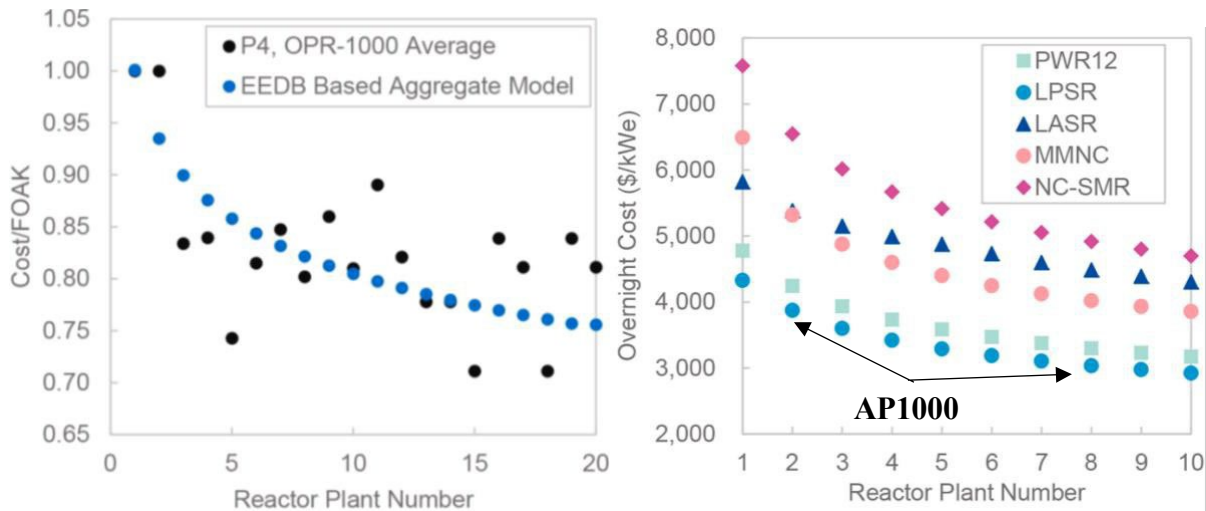 1.05
1.00
0.95
0.90
0.85
0.80
0.75
0.70
0.65
Cost/FOAK
P4, OPR-1000 Average
EEDB Based Aggregate Model
0
5
10
15
20
Reactor Plant Number
8,000
7,000
6,000
5,000
4,000
3,000
2,000
Overnight Cost ($/kWe)
PWR12
LPSR
LASR
MMNC
NC-SMR
AP1000
1
2
3
4
5
6
7
8
9
10
Reactor Plant Number